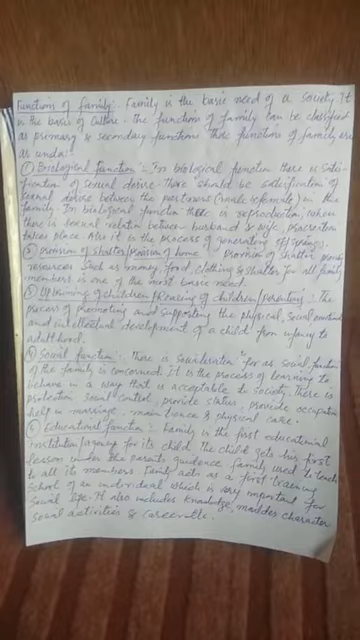 Functions of family:- Family is the basic need of a society. It
is the basis of culture. The functions of family can be classified
as primary & secondary functions. These functions of family are
as under:-
① Biological function:- In biological function there is satis-
faction of sexual desire. There should be satisfication of
sexual desire between the partners (male & female) in the
family. In biological function there is reproduction, when
there is sexual relation between husband & wife, procreation
takes place. Also it is the process of generating offspring.
② Provision of shelter/provision of home:- provision of shelter
resources such as money, food, clothing & shelter for all family
members is one of the most basic need.
③ Upbringing of children/Rearing of children/: The
process of promoting and supporting the physical, social, emotional
and intellectual development of a child from infancy to
adulthood.
④ Social function:- There is socialization for as social function
of the family is concerned. it is the process of learning to
behave in a way that is acceptable to society. There is
protection social control, provide status, provide occupation
help in marriage, & physical care.
Educational function:- Family is the first educational
institution/agency for its child. The child gets his first
lesson under the parents guidance family used to teach
to all its members. Family acts as a first training
School of an individual which is very important for
Social life. It also includes knowledge, character
social activities &